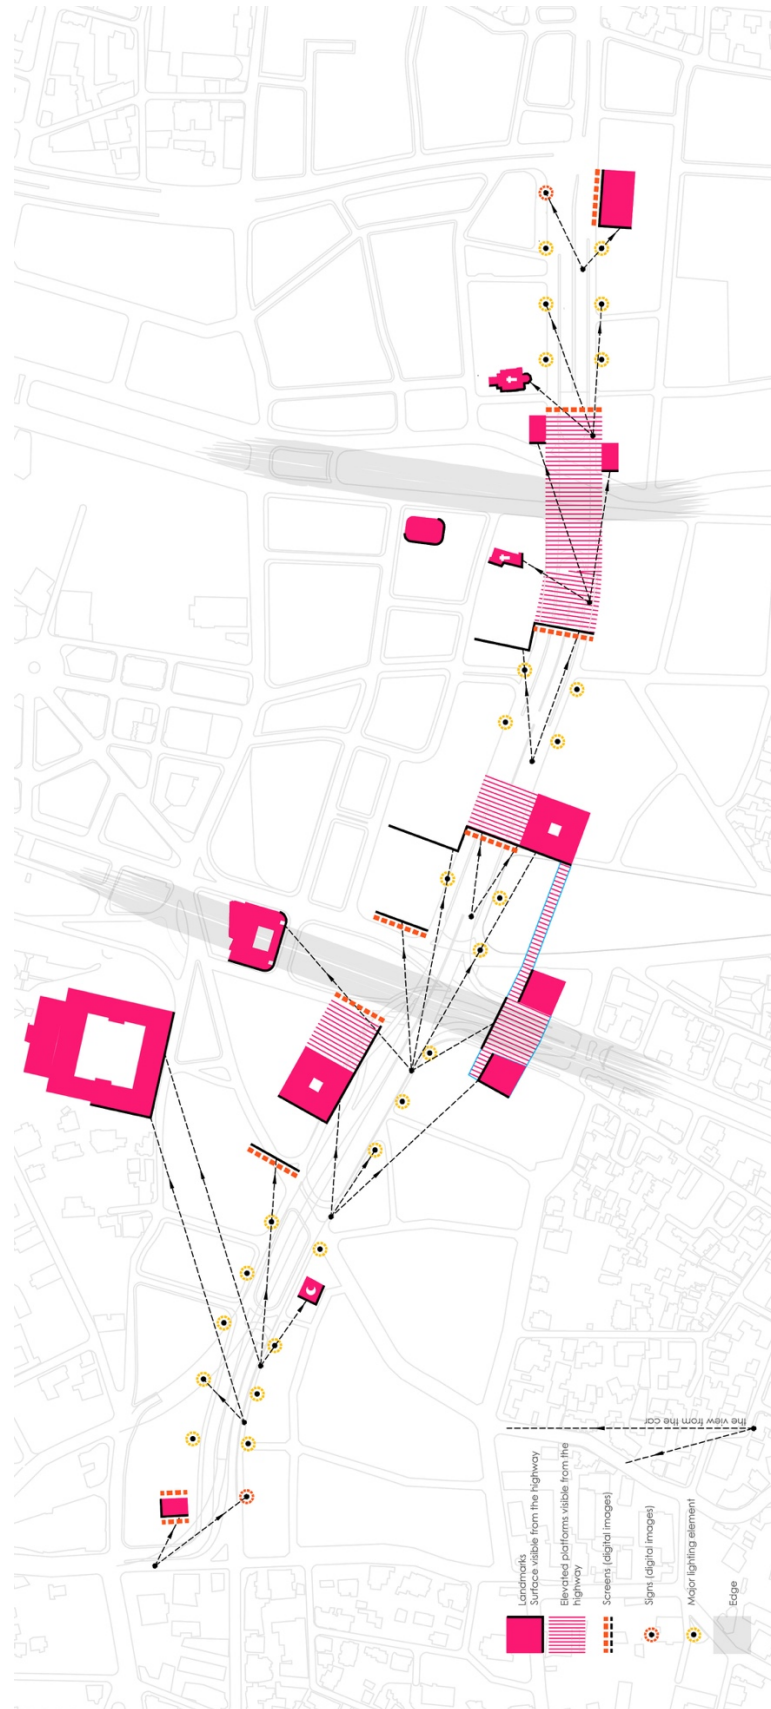 the view from the car
Landmarks
Surface visible from the highway
Elevated platforms visible from the
highway
Screens (digital images)
Signs (digital images)
Major lighting element
Edge